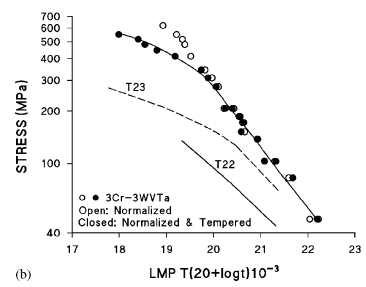 700
600
500
400
300
200
100
40
STRESS (MPa)
T23
T22
○ ● 3Cr-3WVTa
Open: Normalized
Closed: Normalized & Tempered
17 18 19 20 21 22 23
(b) LMP T(20+logt)10⁻³